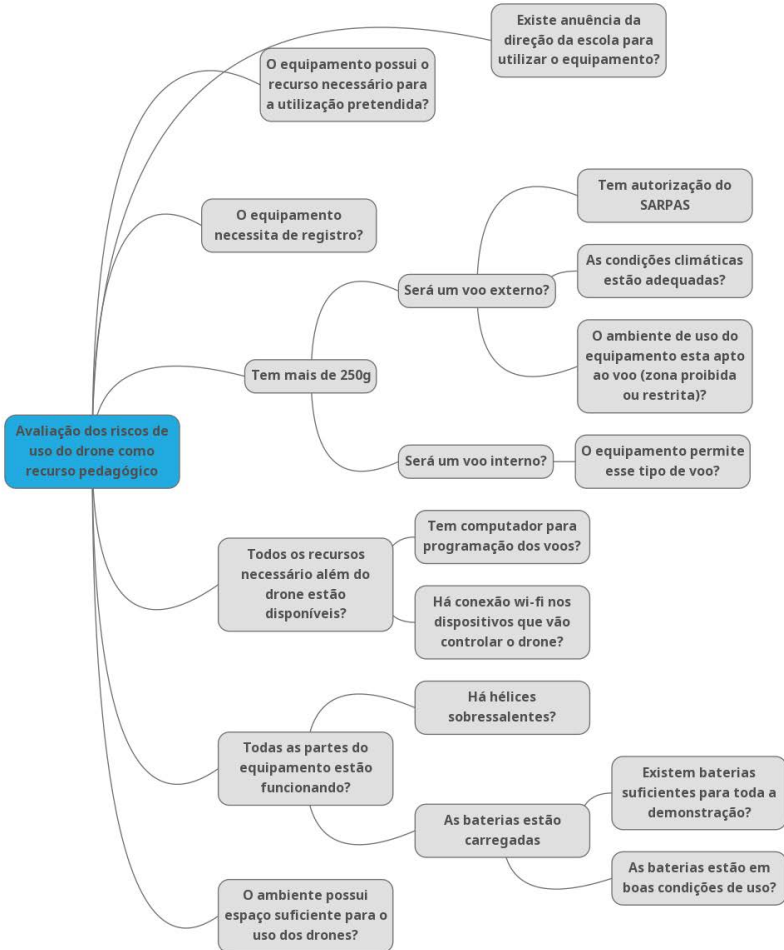 Existe anuência da
direção da escola para
utilizar o equipamento?
O equipamento possui o
recurso necessário para
a utilização pretendida?
Tem autorização do
SARPAS
O equipamento
necessita de registro?
As condições climáticas
estão adequadas?
Será um voo externo?
O ambiente de uso do
equipamento esta apto
ao voo (zona proibida
ou restrita)?
Tem mais de 250g
Avaliação dos riscos de
uso do drone como
recurso pedagógico
Será um voo interno?
O equipamento permite
esse tipo de voo?
Tem computador para
programação dos voos?
Todos os recursos
necessário além do
drone estão
disponíveis?
Há conexão wi-fi nos
dispositivos que vão
controlar o drone?
Há hélices
sobressalentes?
Todas as partes do
equipamento estão
funcionando?
Existem baterias
suficientes para toda a
demonstração?
As baterias estão
carregadas
As baterias estão em
boas condições de uso?
O ambiente possui
espaço suficiente para o
uso dos drones?